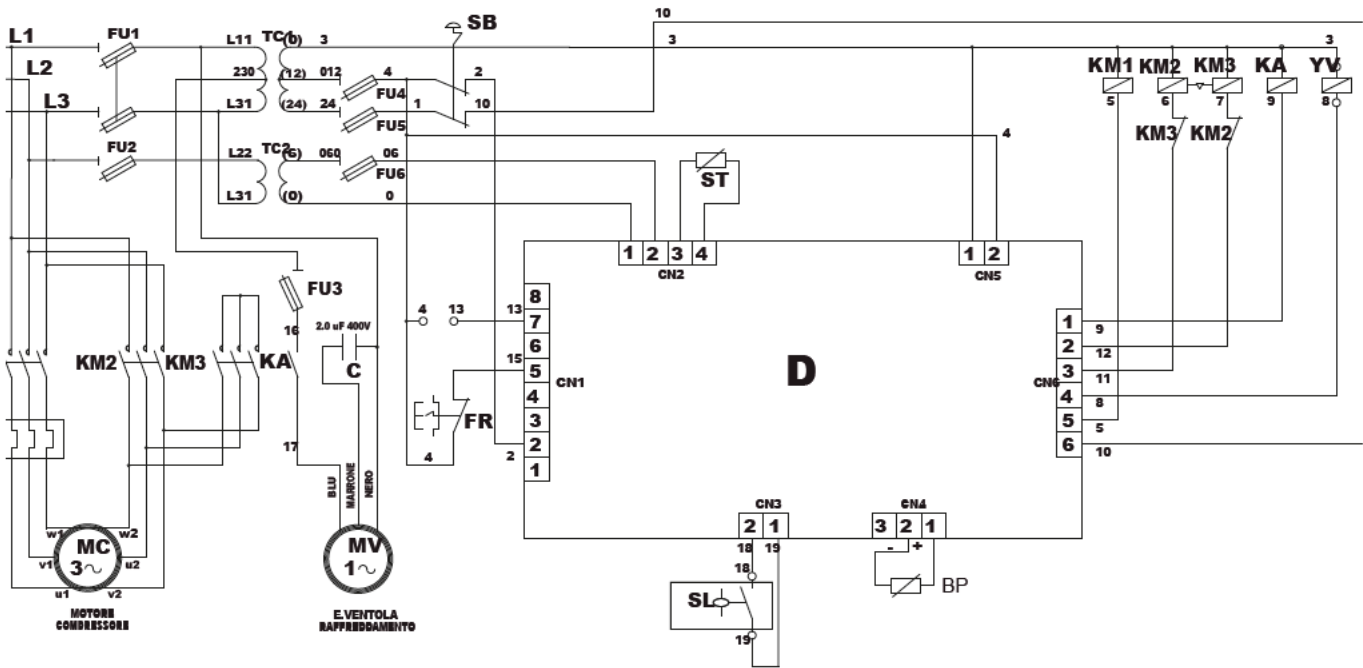 10
L1 FU1 L11 TC1 (0) 3 SB 3 3
L2 230 (12) 012 4 2 KM1 KM2 KM3 KA YV
FU4
L3 L31 (24) 24 1 10 5 6 7 9 8
FU5
FU2 4 KM3 KM2
L22 TC2 (6) 060 06
FU6 ST
L31 (0) 0
1 2 3 4 1 2
CN2 CN5
FU3 8
4 13 13 7 1 9
16 2.0 uF 400V 6 2 12
KM2 KM3 KA C 15 5 CN1 D CN6 3 11
4 4 8
FR 3 5 5
17 4 2 2 6 10
1
BLU MARRONE NERO
CN3 CN4
2 1 3 2 1
w1 w2 18 19 - +
MC MV
v1 3~ u2 1~ 18 BP
u1 v2 SL
MOTORE E.VENTOLA
COMDRESSORE RAFFREDDAMENTO 19